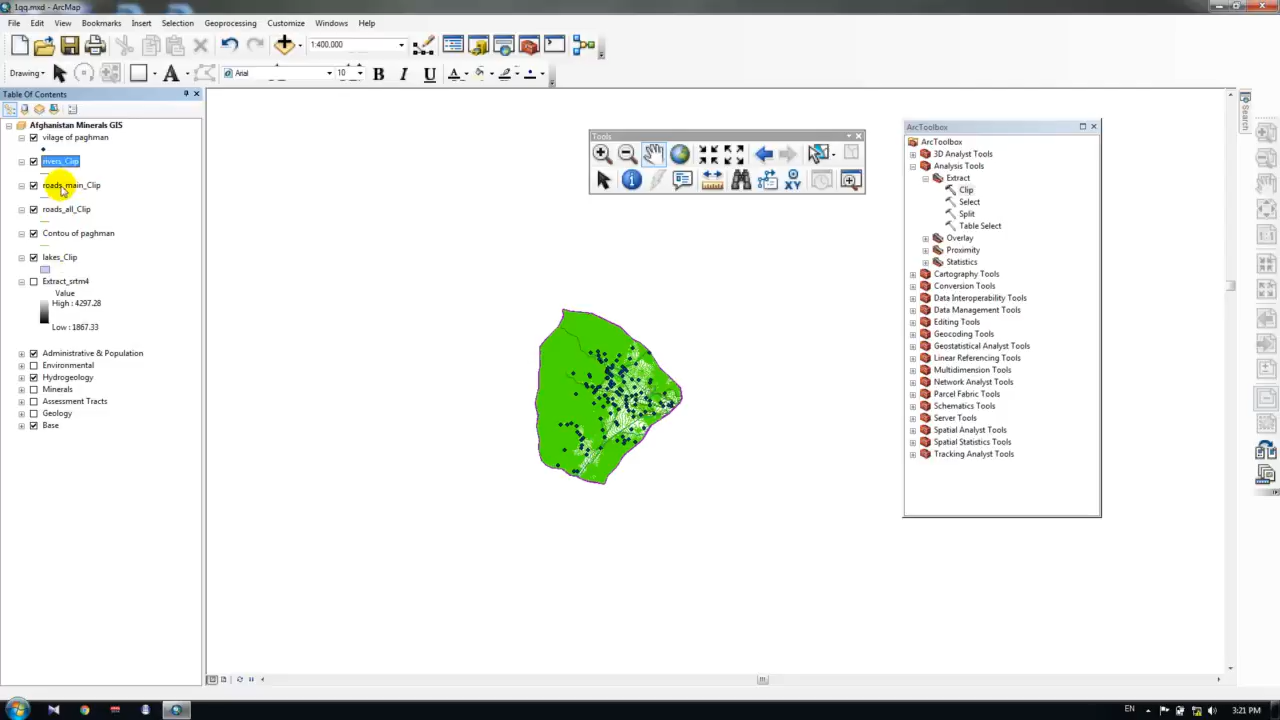 1qq.mxd - ArcMap
File Edit View Bookmarks Insert Selection Geoprocessing Customize Windows Help
1:400.000
Drawing Arial 10 B I U A
Table Of Contents
Tools
ArcToolbox
Search
Afghanistan Minerals GIS
vilage of paghman
rivers_Clip
roads_main_Clip
roads_all_Clip
Contou of paghman
lakes_Clip
Extract_srtm4
Value
High : 4297.28
Low : 1867.33
Administrative & Population
Environmental
Hydrogeology
Minerals
Assessment Tracts
Geology
Base
XY
ArcToolbox
3D Analyst Tools
Analysis Tools
Extract
Clip
Select
Split
Table Select
Overlay
Proximity
Statistics
Cartography Tools
Conversion Tools
Data Interoperability Tools
Data Management Tools
Editing Tools
Geocoding Tools
Geostatistical Analyst Tools
Linear Referencing Tools
Multidimension Tools
Network Analyst Tools
Parcel Fabric Tools
Schematics Tools
Server Tools
Spatial Analyst Tools
Spatial Statistics Tools
Tracking Analyst Tools
1:1
EN 3:21 PM